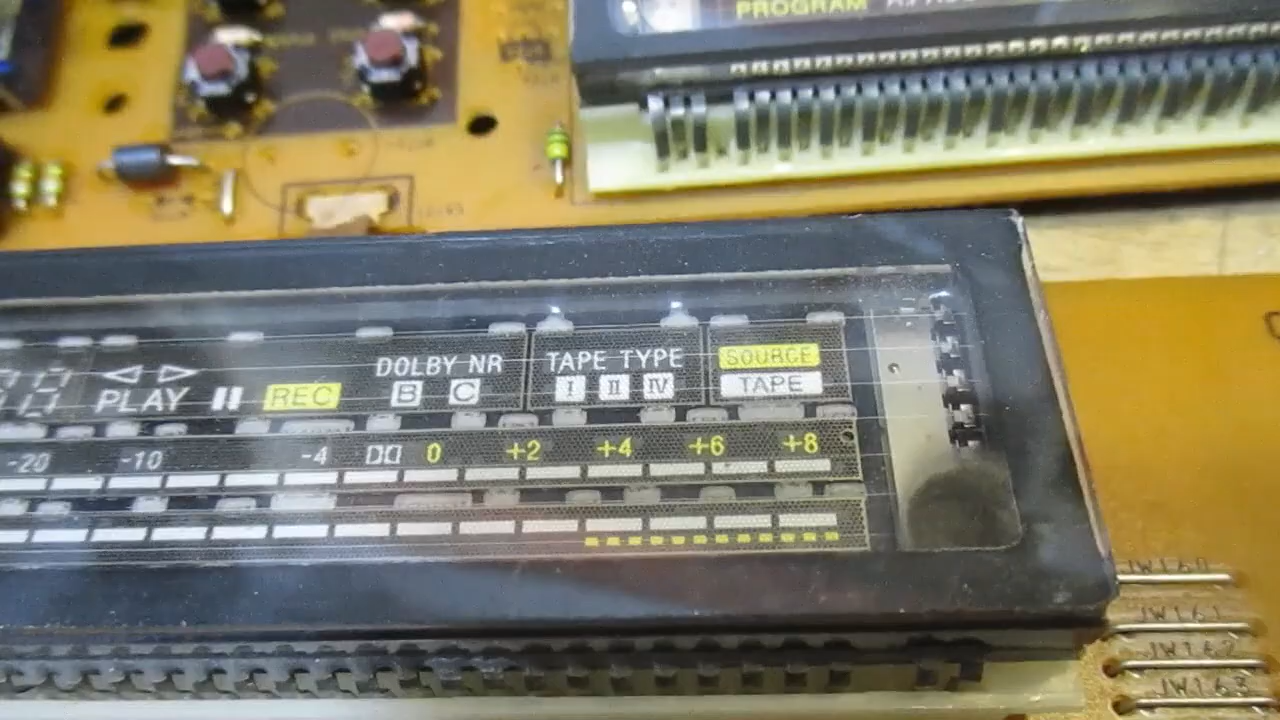 PROGRAM
DOLBY NR
TAPE TYPE
SOURCE
PLAY
REC
B C
I II IV
TAPE
-20 -10 -4 0 +2 +4 +6 +8
JW160
JW161
JW162
JW163